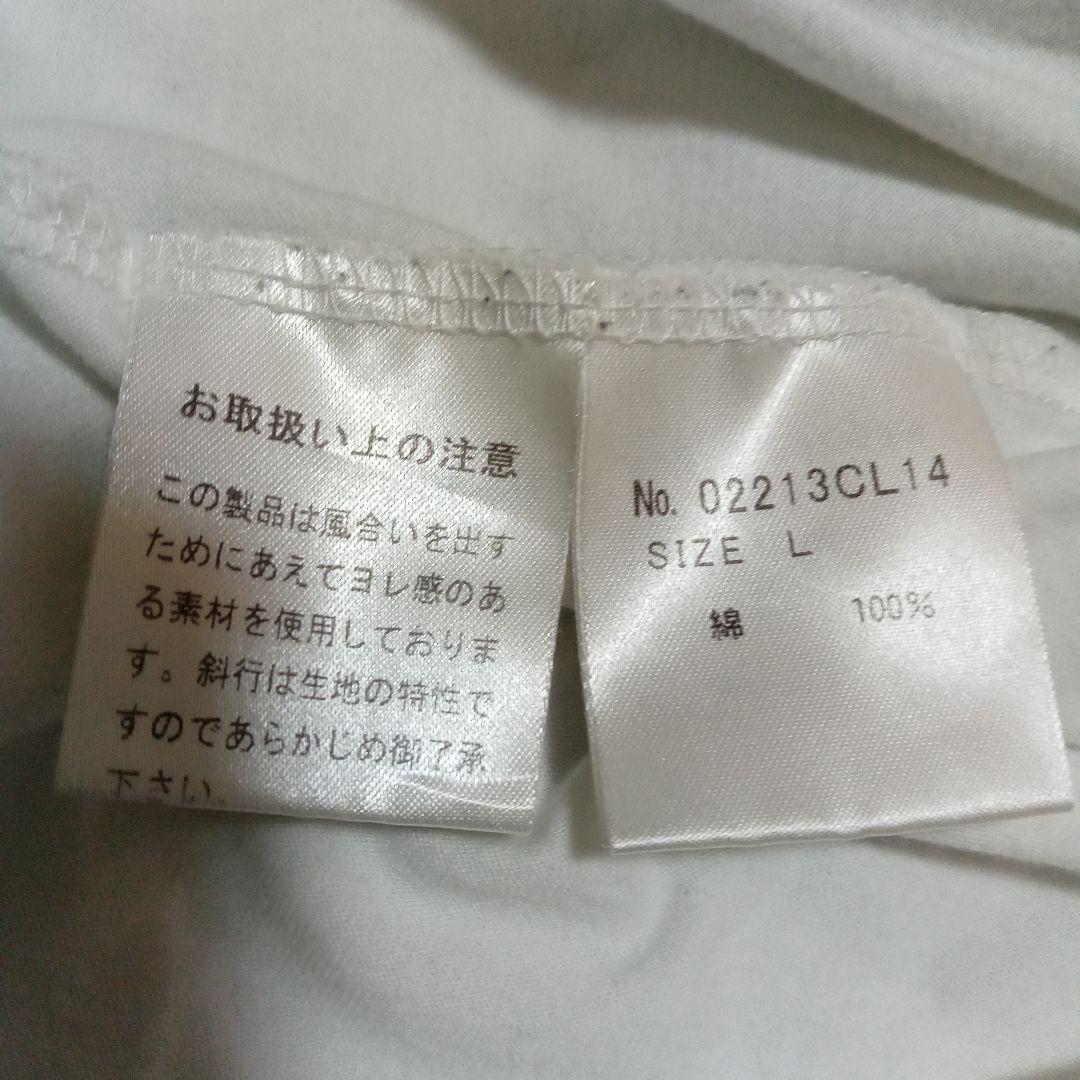 お取扱い上の注意
この製品は風合いを出す
ためにあえてヨレ感のあ
る素材を使用しておりま
す。斜行は生地の特性で
すのであらかじめ御了承
下さい。
No. 02213CL14
SIZE L
綿 100%